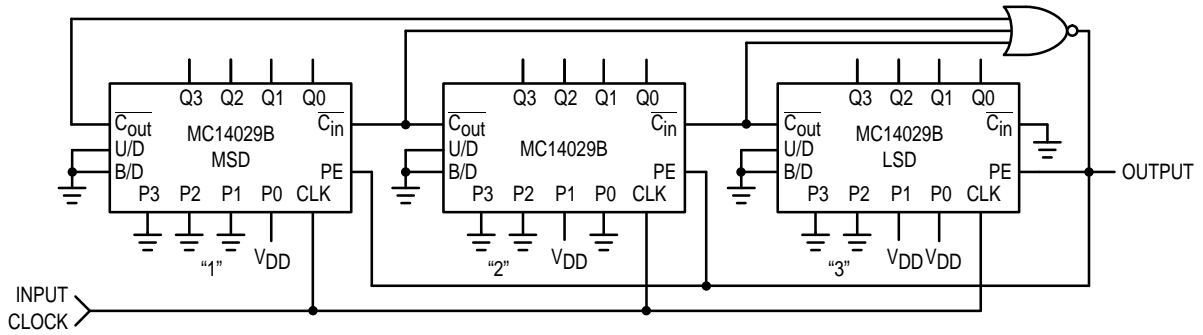 Q3 Q2 Q1 Q0 Q3 Q2 Q1 Q0 Q3 Q2 Q1 Q0
Cout Cin Cout Cin Cout Cin
MC14029B MC14029B MC14029B
U/D MSD U/D U/D LSD
B/D PE B/D PE B/D PE OUTPUT
P3 P2 P1 P0 CLK P3 P2 P1 P0 CLK P3 P2 P1 P0 CLK
“1” VDD “2” VDD “3” VDD VDD
INPUT
CLOCK